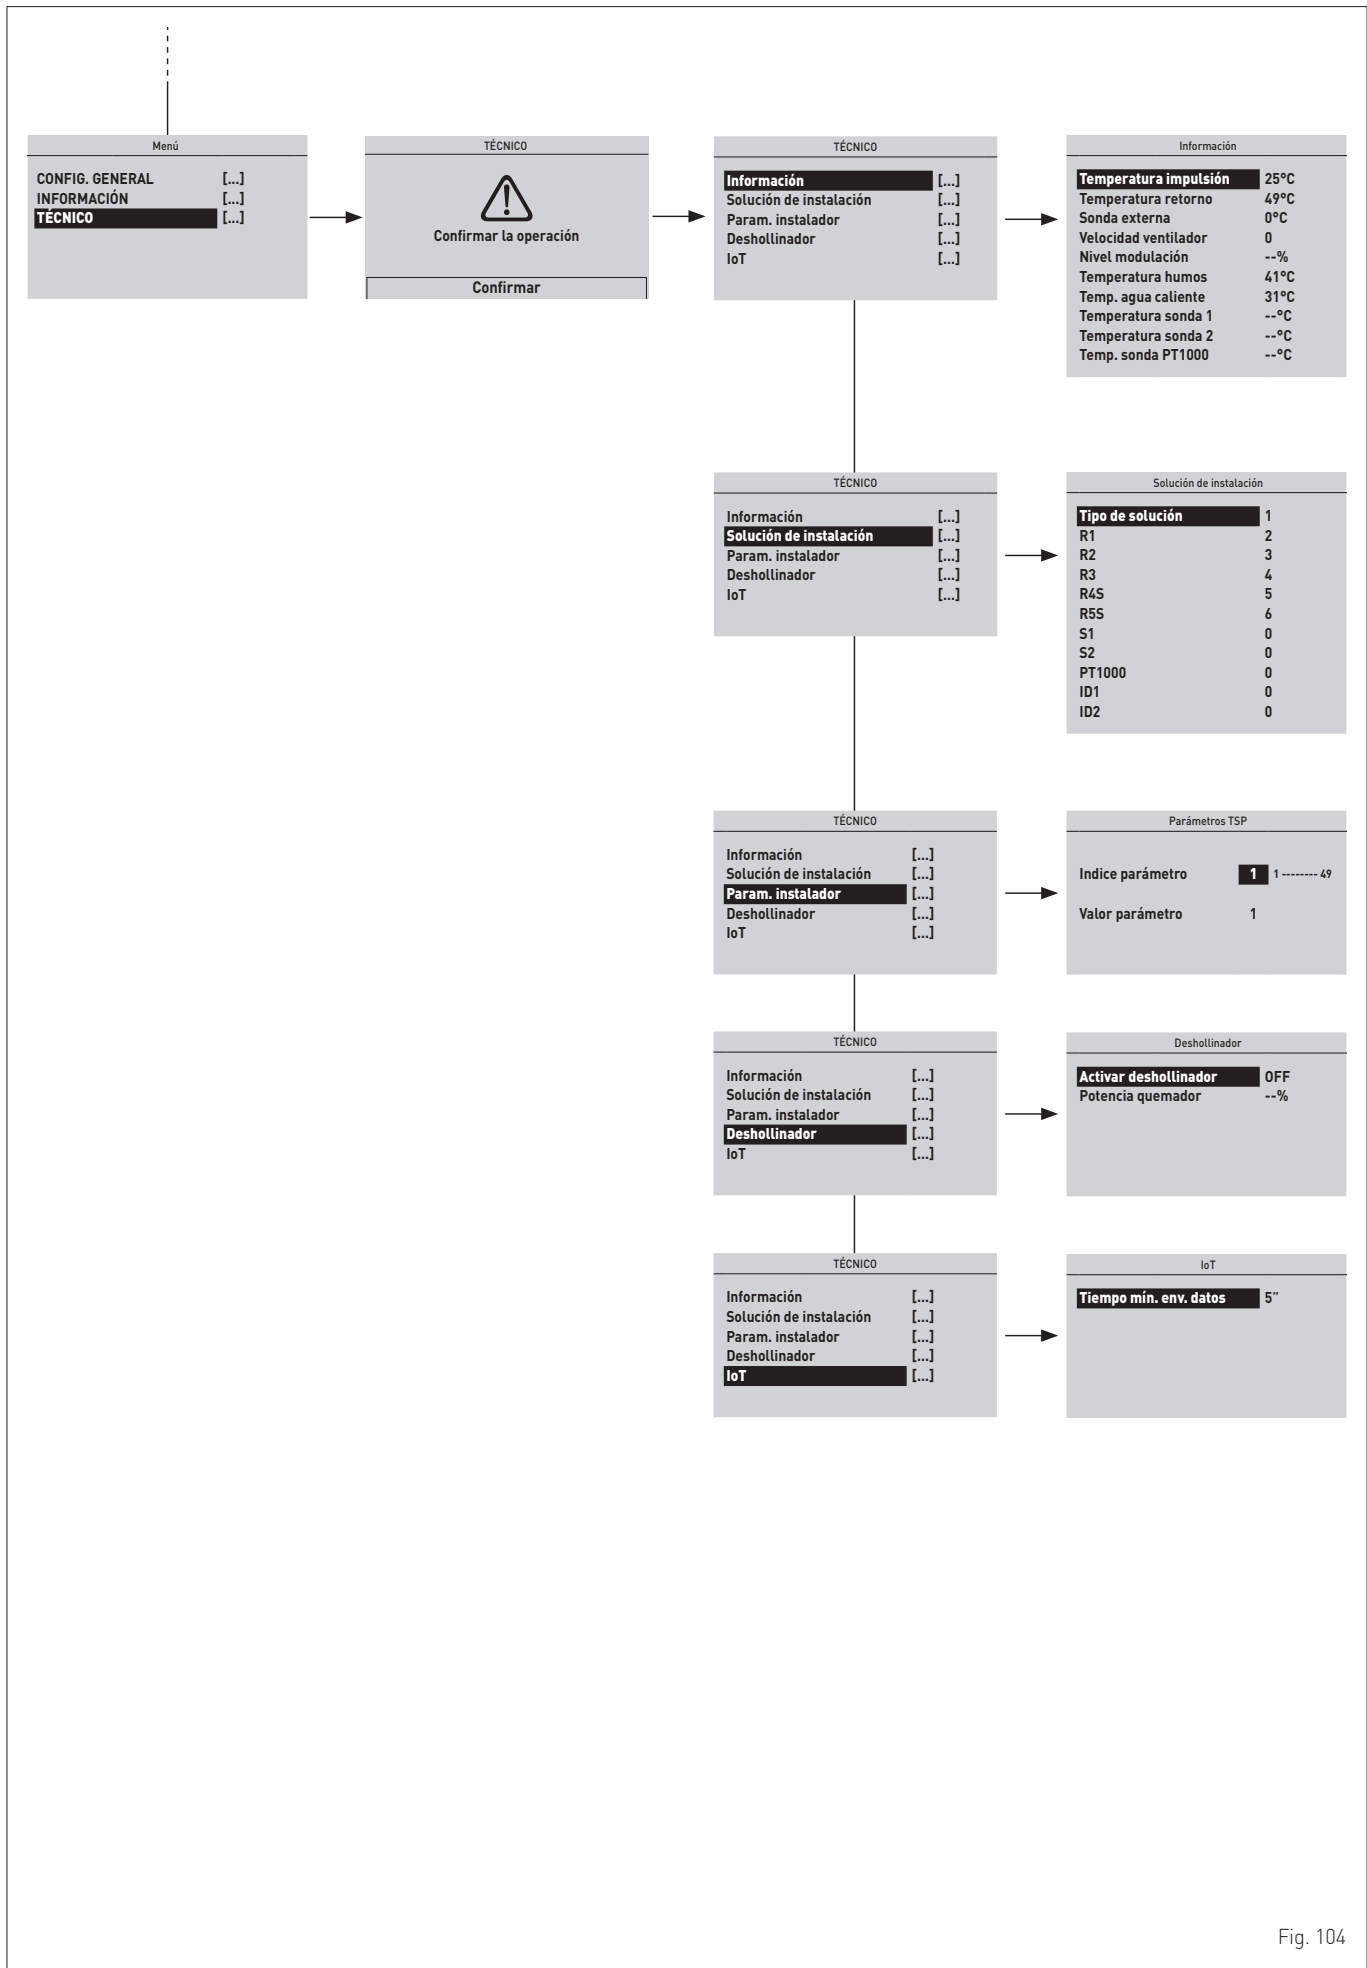 Menú
CONFIG. GENERAL [...]
INFORMACIÓN [...]
TÉCNICO [...]
TÉCNICO
Confirmar la operación
Confirmar
TÉCNICO
Información [...]
Solución de instalación [...]
Param. instalador [...]
Deshollinador [...]
IoT [...]
Información
Temperatura impulsión 25°C
Temperatura retorno 49°C
Sonda externa 0°C
Velocidad ventilador 0
Nivel modulación --%
Temperatura humos 41°C
Temp. agua caliente 31°C
Temperatura sonda 1 --°C
Temperatura sonda 2 --°C
Temp. sonda PT1000 --°C
TÉCNICO
Información [...]
Solución de instalación [...]
Param. instalador [...]
Deshollinador [...]
IoT [...]
Solución de instalación
Tipo de solución 1
R1 2
R2 3
R3 4
R4S 5
R5S 6
S1 0
S2 0
PT1000 0
ID1 0
ID2 0
TÉCNICO
Información [...]
Solución de instalación [...]
Param. instalador [...]
Deshollinador [...]
IoT [...]
Parámetros TSP
Indice parámetro 1 1 -------- 49
Valor parámetro 1
TÉCNICO
Información [...]
Solución de instalación [...]
Param. instalador [...]
Deshollinador [...]
IoT [...]
Deshollinador
Activar deshollinador OFF
Potencia quemador --%
TÉCNICO
Información [...]
Solución de instalación [...]
Param. instalador [...]
Deshollinador [...]
IoT [...]
IoT
Tiempo mín. env. datos 5”
Fig. 104